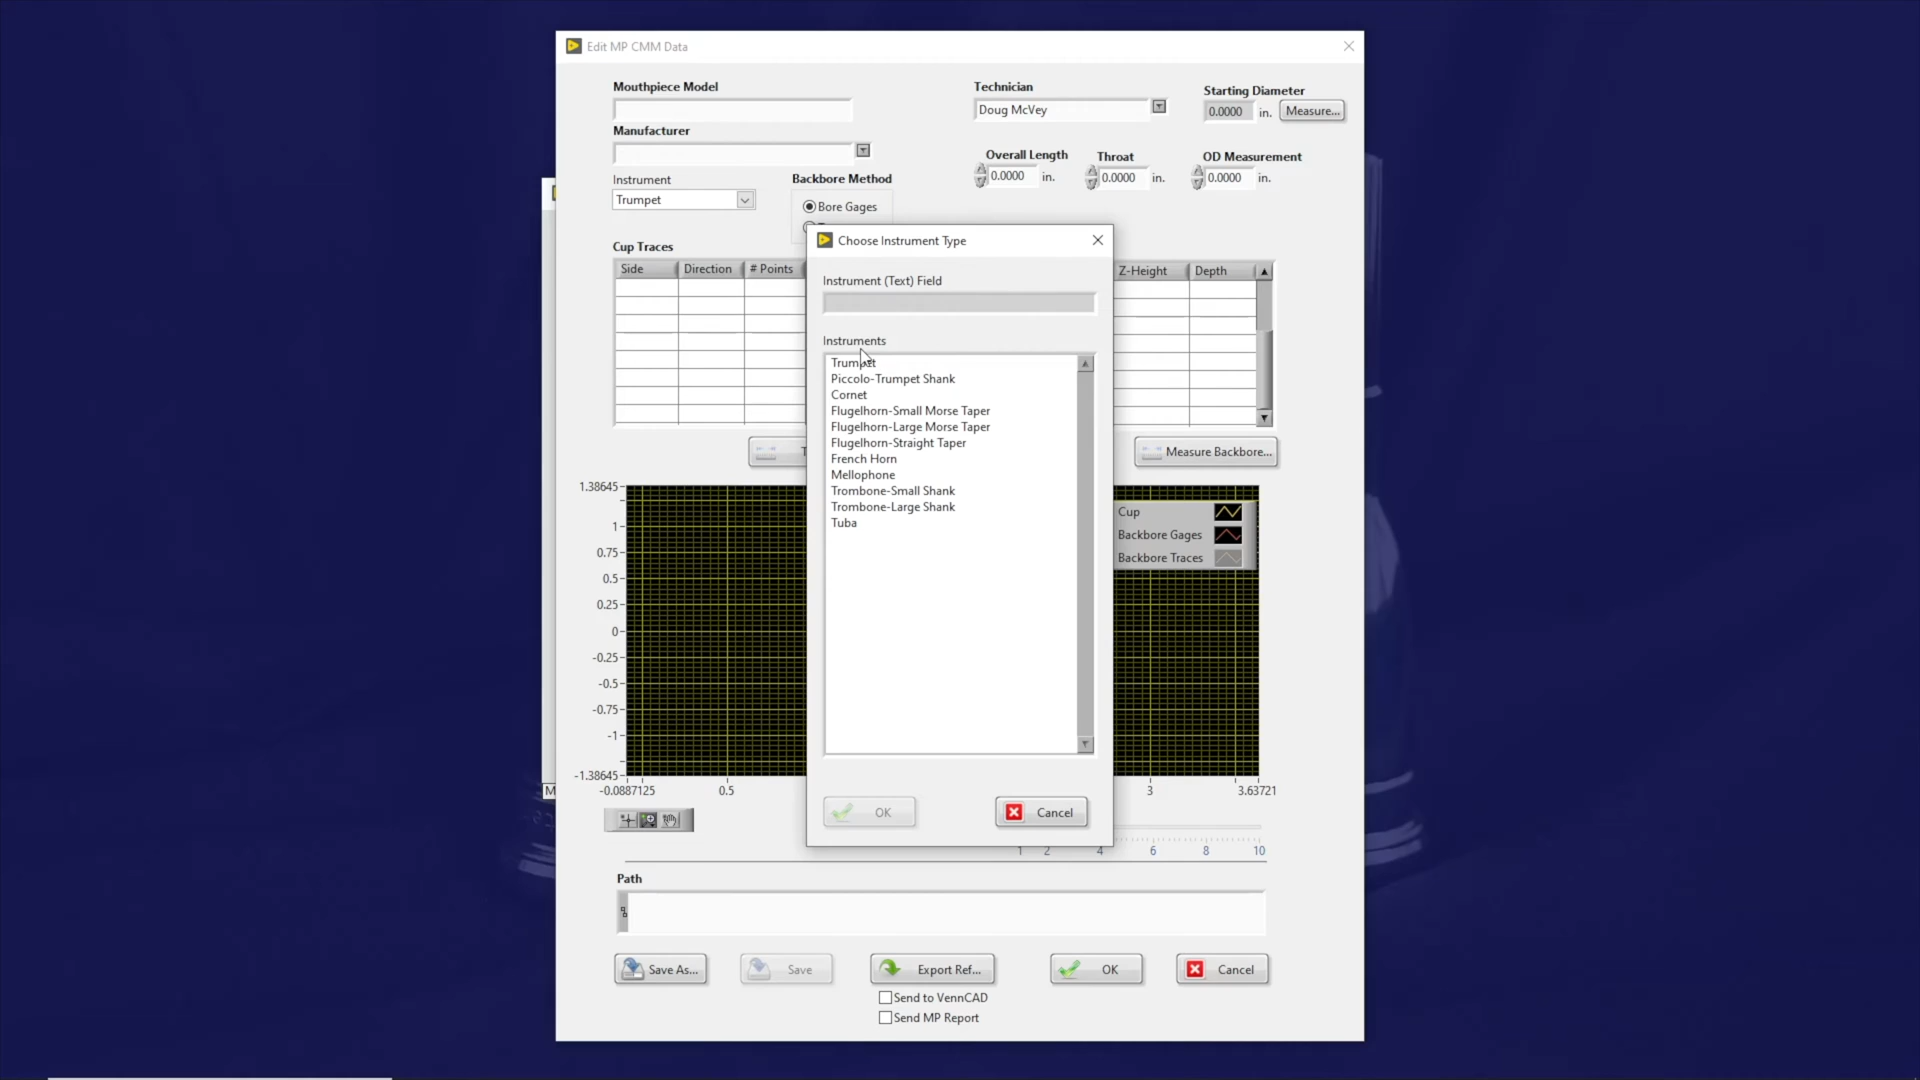 Edit MP CMM Data
Mouthpiece Model
Technician
Doug McVey
Starting Diameter
0.0000 in. Measure...
Manufacturer
Overall Length
0.0000 in.
Throat
0.0000 in.
OD Measurement
0.0000 in.
Instrument
Trumpet
Backbore Method
Bore Gages
Cup Traces
Side Direction # Points
Z-Height Depth
Measure Backbore...
Choose Instrument Type
Instrument (Text) Field
Instruments
Trumpet
Piccolo-Trumpet Shank
Cornet
Flugelhorn-Small Morse Taper
Flugelhorn-Large Morse Taper
Flugelhorn-Straight Taper
French Horn
Mellophone
Trombone-Small Shank
Trombone-Large Shank
Tuba
OK Cancel
1.38645
1
0.75
0.5
0.25
0
-0.25
-0.5
-0.75
-1
-1.38645
-0.0887125 0.5 3 3.63721
Cup
Backbore Gages
Backbore Traces
1 2 4 6 8 10
Path
Save As... Save Export Ref... OK Cancel
Send to VennCAD
Send MP Report